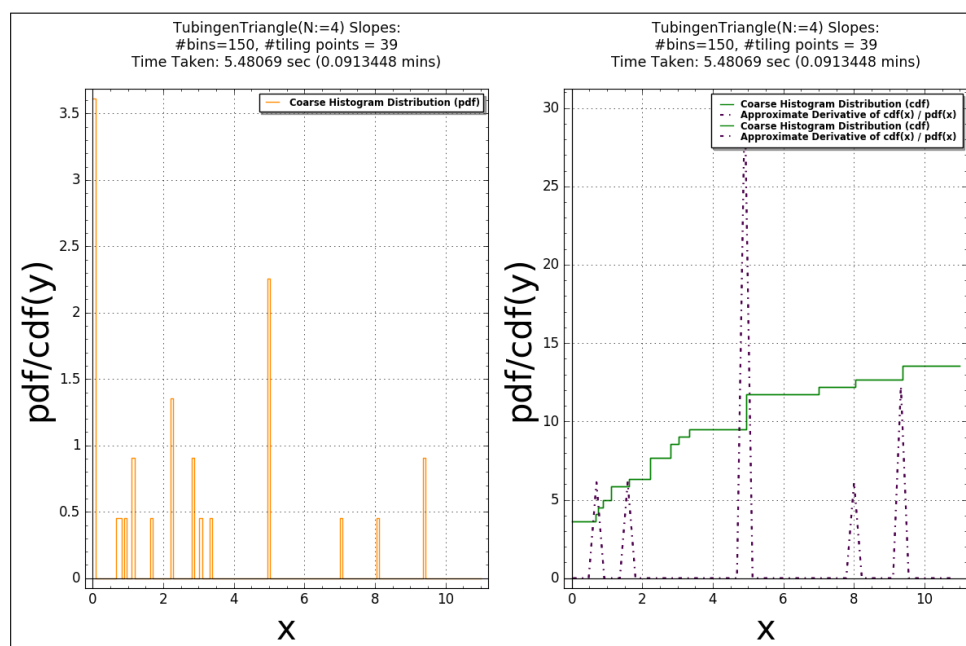 TubingenTriangle(N:=4) Slopes:
#bins=150, #tiling points = 39
Time Taken: 5.48069 sec (0.0913448 mins)
Coarse Histogram Distribution (pdf)
pdf/cdf(y)
3.5
3
2.5
2
1.5
1
0.5
0
0
2
4
6
8
10
x
TubingenTriangle(N:=4) Slopes:
#bins=150, #tiling points = 39
Time Taken: 5.48069 sec (0.0913448 mins)
Coarse Histogram Distribution (cdf)
Approximate Derivative of cdf(x) / pdf(x)
Coarse Histogram Distribution (cdf)
Approximate Derivative of cdf(x) / pdf(x)
pdf/cdf(y)
30
25
20
15
10
5
0
0
2
4
6
8
10
x